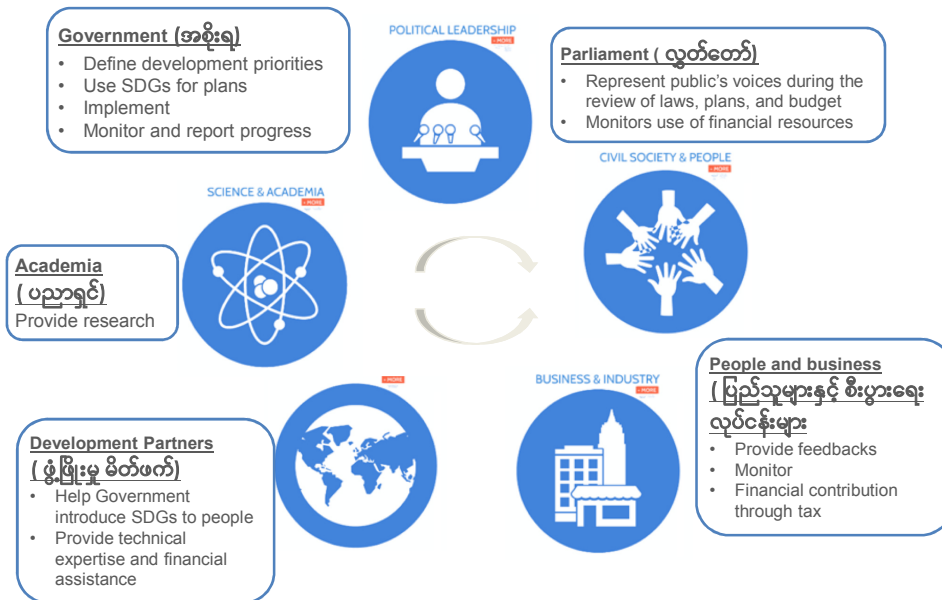 Government (အစိုးရ)
• Define development priorities
• Use SDGs for plans
• Implement
• Monitor and report progress
POLITICAL LEADERSHIP
+ MORE
Parliament ( လွှတ်တော်)
• Represent public's voices during the
review of laws, plans, and budget
• Monitors use of financial resources
CIVIL SOCIETY & PEOPLE
+ MORE
SCIENCE & ACADEMIA
+ MORE
Academia
( ပညာရှင်)
Provide research
+ MORE
BUSINESS & INDUSTRY
+ MORE
People and business
( ပြည်သူများနှင့် စီးပွားရေး
လုပ်ငန်းများ
• Provide feedbacks
• Monitor
• Financial contribution
through tax
Development Partners
( ဖွံ့ဖြိုးမှု မိတ်ဖက်)
• Help Government
introduce SDGs to people
• Provide technical
expertise and financial
assistance